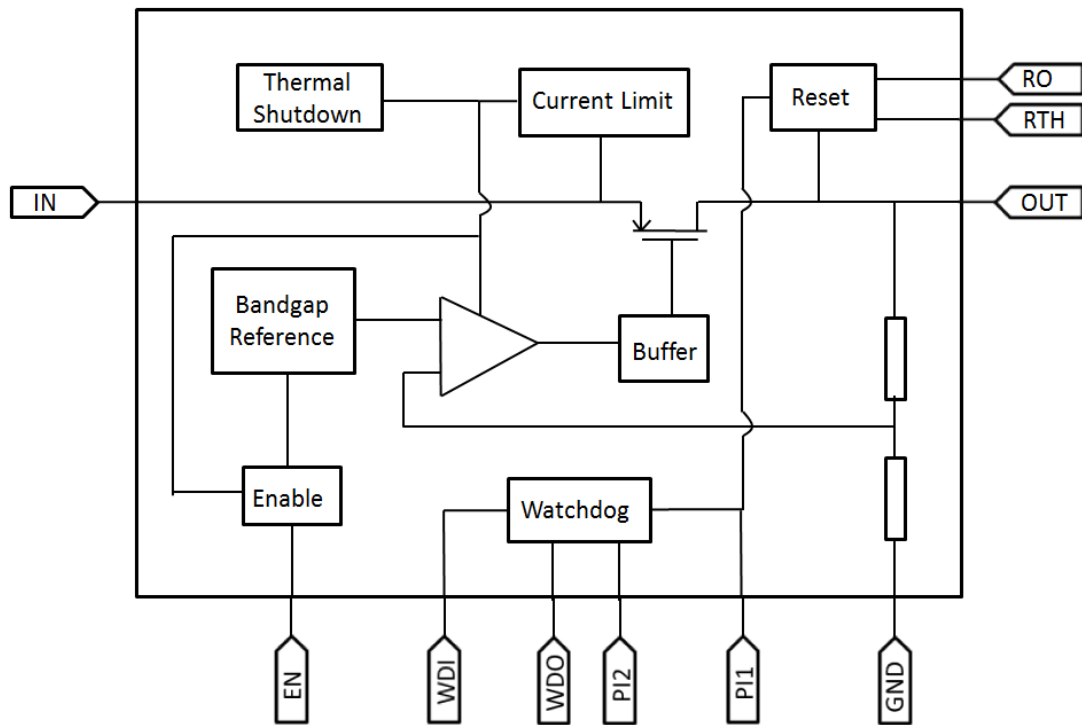 Thermal
Shutdown
Current Limit
Reset
RO
RTH
IN
OUT
Bandgap
Reference
Buffer
Enable
Watchdog
EN
WDI
WDO
PI2
PI1
GND